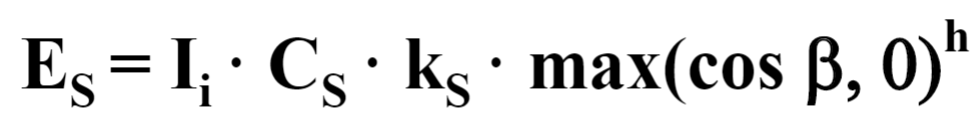 E_S = I_i · C_S · k_S · max(cos β, 0)^h